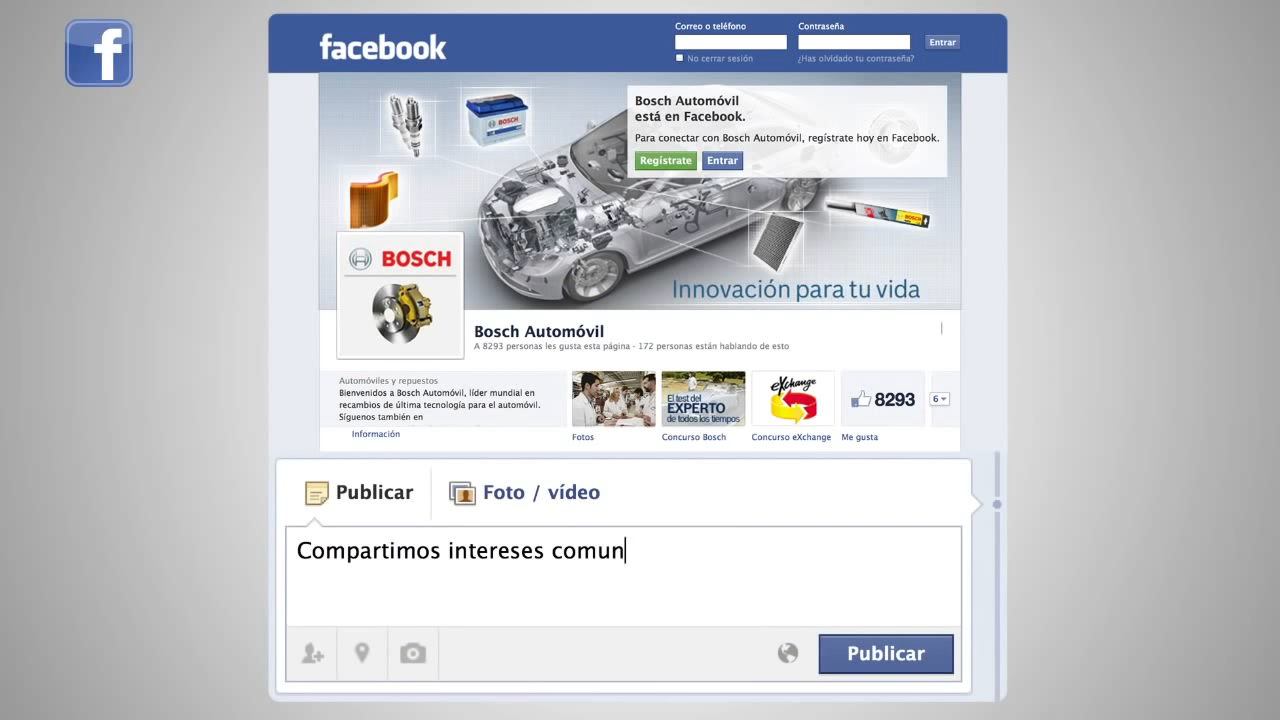 f
facebook
Correo o teléfono
Contraseña
Entrar
No cerrar sesión
¿Has olvidado tu contraseña?
Bosch Automóvil
está en Facebook.
Para conectar con Bosch Automóvil, regístrate hoy en Facebook.
Regístrate
Entrar
BOSCH
BOSCH
BOSCH
Innovación para tu vida
Bosch Automóvil
A 8293 personas les gusta esta página · 172 personas están hablando de esto
Automóviles y repuestos
Bienvenidos a Bosch Automóvil, líder mundial en
recambios de última tecnología para el automóvil.
Síguenos también en
Información
Fotos
El test del
EXPERTO
de todos los tiempos
Concurso Bosch
eXchange
Concurso eXchange
8293
Me gusta
6
Publicar
Foto / vídeo
Compartimos intereses comun
Publicar